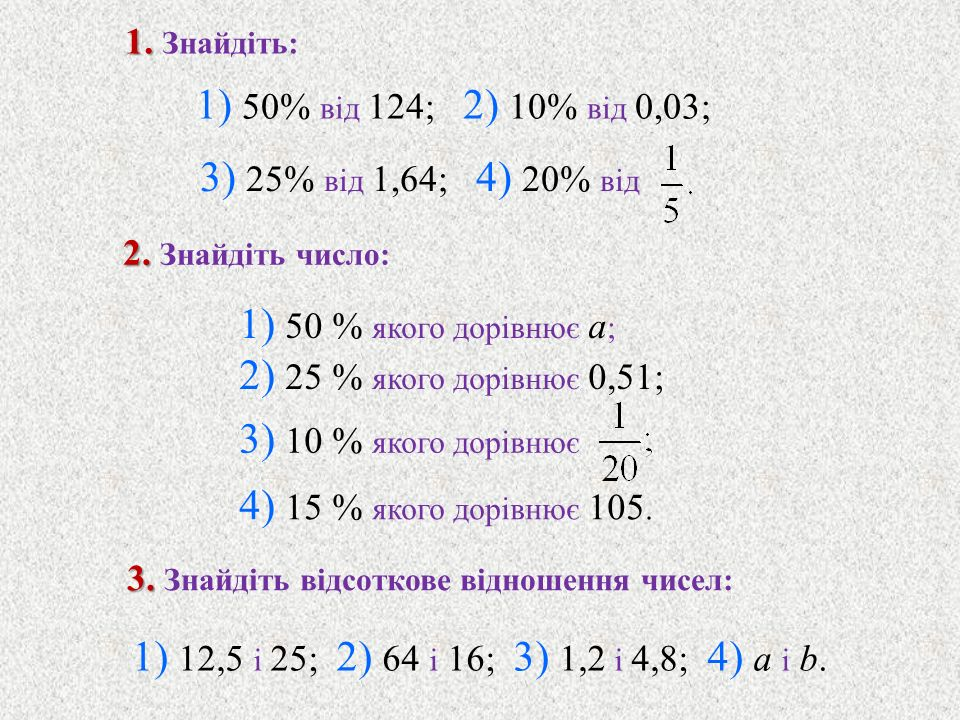 1. Знайдіть:
1) 50% від 124; 2) 10% від 0,03;
3) 25% від 1,64; 4) 20% від 1/5.
2. Знайдіть число:
1) 50 % якого дорівнює a;
2) 25 % якого дорівнює 0,51;
3) 10 % якого дорівнює 1/20;
4) 15 % якого дорівнює 105.
3. Знайдіть відсоткове відношення чисел:
1) 12,5 і 25; 2) 64 і 16; 3) 1,2 і 4,8; 4) a і b.